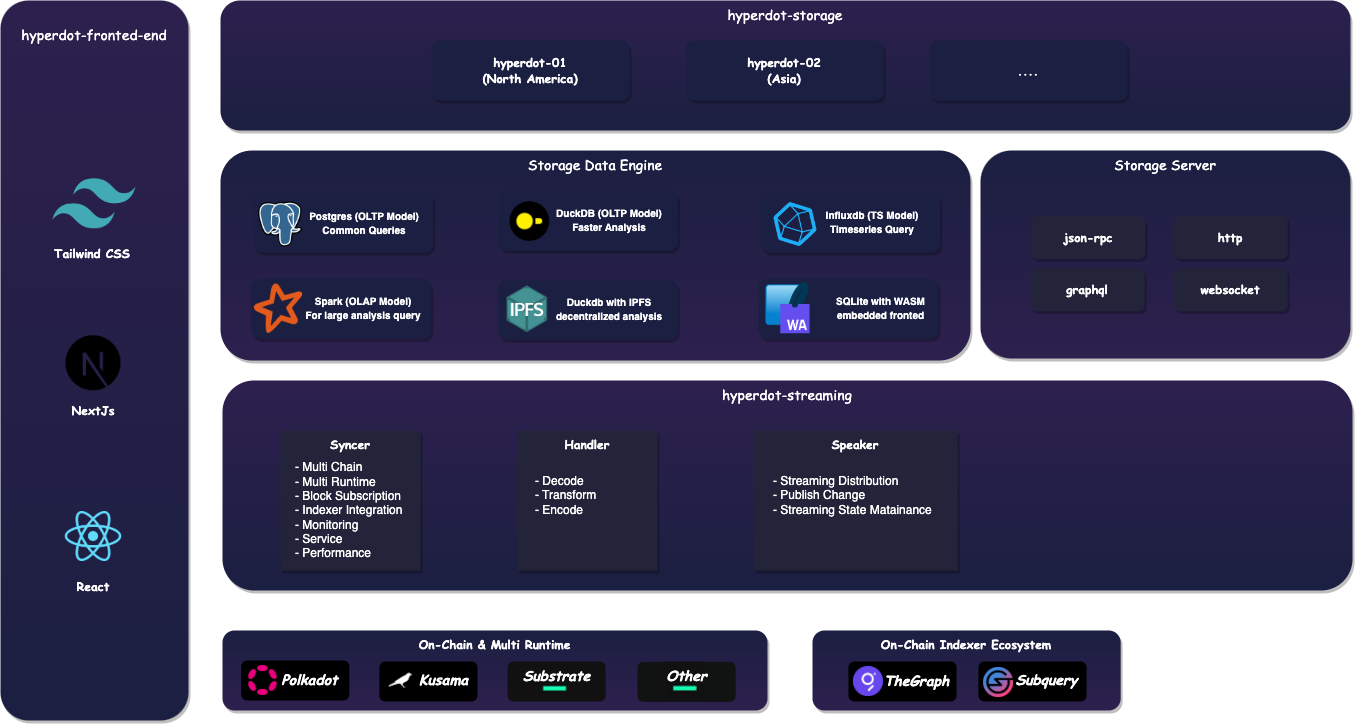 hyperdot-fronted-end
Tailwind CSS
NextJs
React
hyperdot-storage
hyperdot-01
(North America)
hyperdot-02
(Asia)
....
Storage Data Engine
Postgres (OLTP Model)
Common Queries
DuckDB (OLTP Model)
Faster Analysis
Influxdb (TS Model)
Timeseries Query
Spark (OLAP Model)
For large analysis query
IPFS
Duckdb with IPFS
decentralized analysis
WA
SQLite with WASM
embedded fronted
Storage Server
json-rpc
http
graphql
websocket
hyperdot-streaming
Syncer
- Multi Chain
- Multi Runtime
- Block Subscription
- Indexer Integration
- Monitoring
- Service
- Performance
Handler
- Decode
- Transform
- Encode
Speaker
- Streaming Distribution
- Publish Change
- Streaming State Matainance
On-Chain & Multi Runtime
Polkadot
Kusama
Substrate
Other
On-Chain Indexer Ecosystem
TheGraph
Subquery